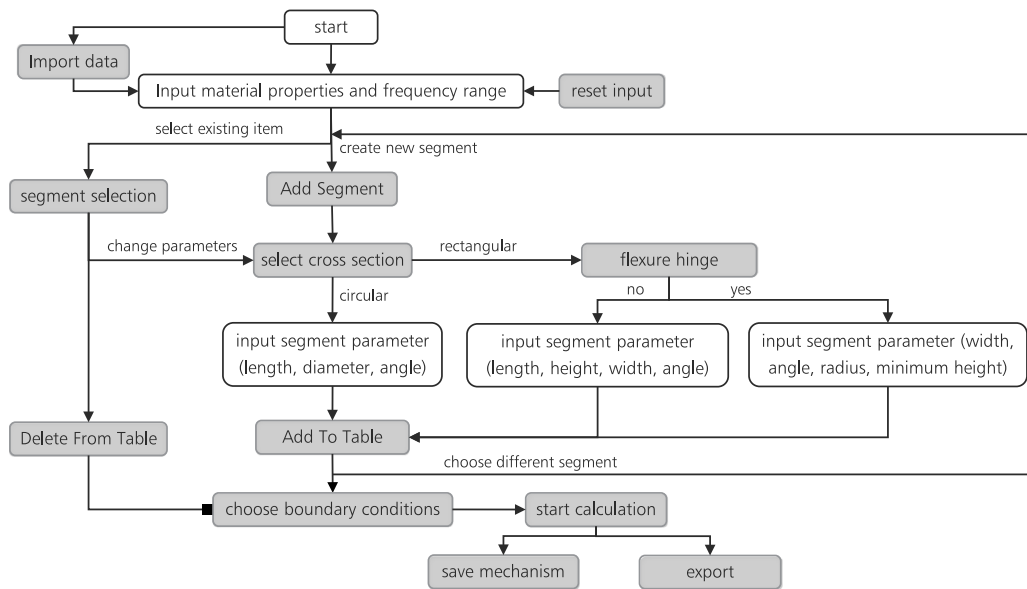 start
Import data
Input material properties and frequency range
reset input
select existing item
create new segment
segment selection
Add Segment
change parameters
select cross section
rectangular
flexure hinge
circular
no
yes
input segment parameter
(length, diameter, angle)
input segment parameter
(length, height, width, angle)
input segment parameter (width,
angle, radius, minimum height)
Delete From Table
Add To Table
choose different segment
choose boundary conditions
start calculation
save mechanism
export